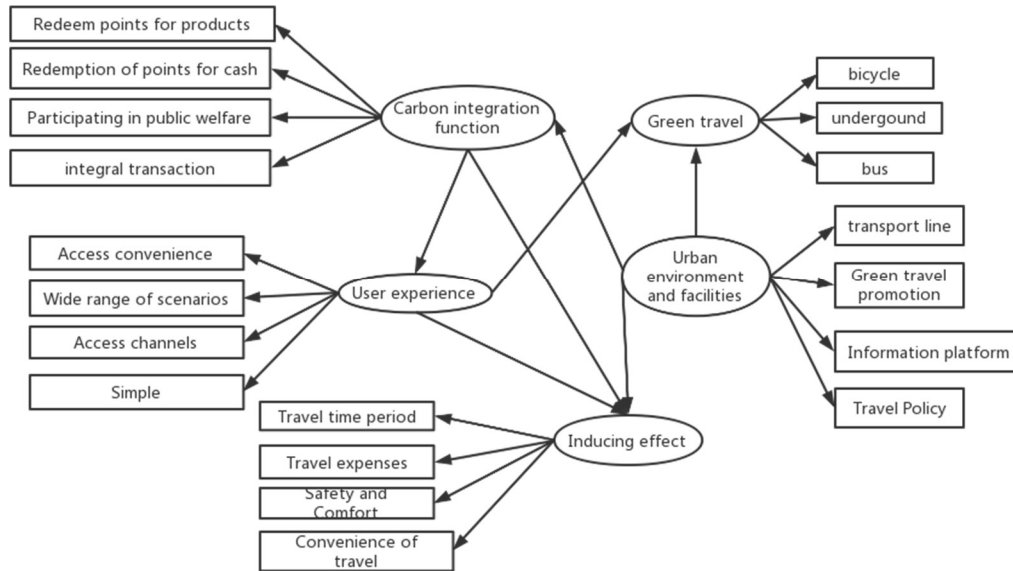 Redeem points for products
Redemption of points for cash
Participating in public welfare
integral transaction
Carbon integration
function
Green travel
bicycle
undergound
bus
Access convenience
Wide range of scenarios
Access channels
Simple
User experience
Urban
environment
and facilities
transport line
Green travel
promotion
Information platform
Travel Policy
Travel time period
Travel expenses
Safety and
Comfort
Convenience of
travel
Inducing effect